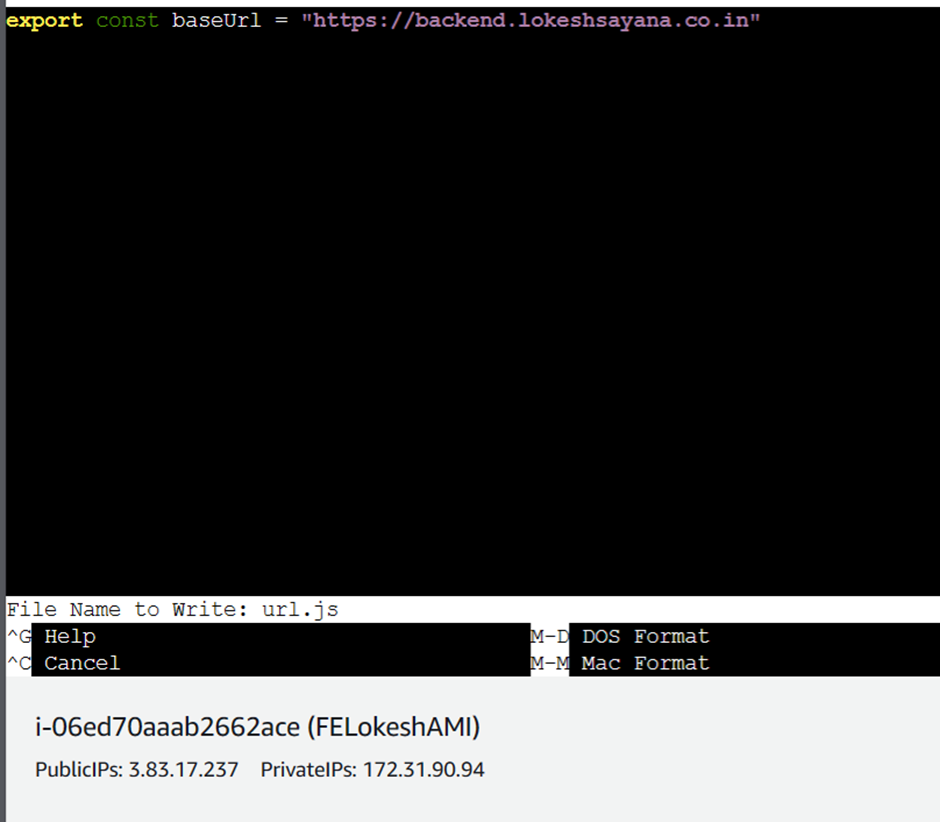 export const baseUrl = "https://backend.lokeshsayana.co.in"
File Name to Write: url.js
^G Help M-D DOS Format
^C Cancel M-M Mac Format
i-06ed70aaab2662ace (FELokeshAMI)
PublicIPs: 3.83.17.237 PrivateIPs: 172.31.90.94